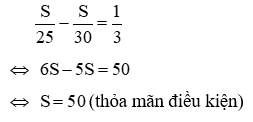 S/25 − S/30 = 1/3
⇔ 6S − 5S = 50
⇔ S = 50 (thỏa mãn điều kiện)